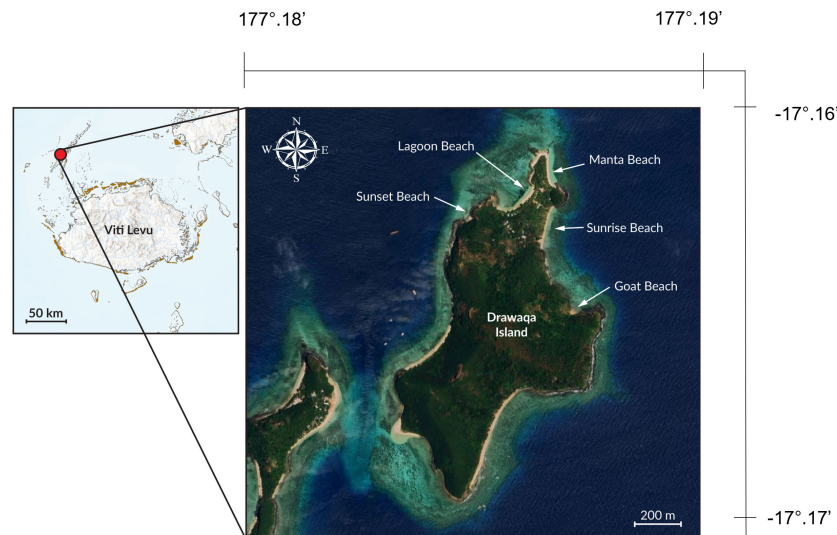 177°.18'
177°.19'
-17°.16'
N
W
E
S
Lagoon Beach
Manta Beach
Sunset Beach
Sunrise Beach
Viti Levu
Goat Beach
50 km
Drawaqa
Island
200 m
-17°.17'